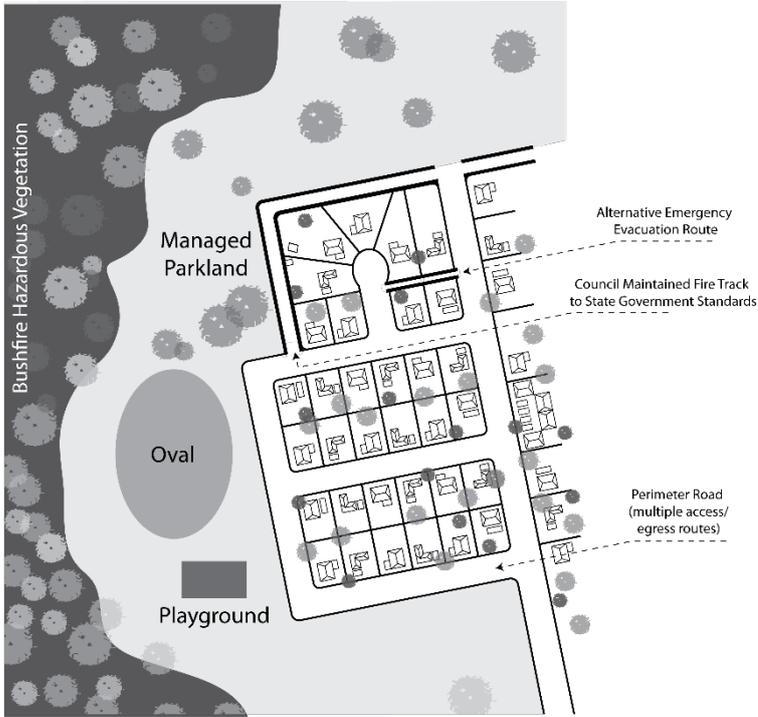 Bushfire Hazardous Vegetation
Managed
Parkland
Alternative Emergency
Evacuation Route
Council Maintained Fire Track
to State Government Standards
Oval
Perimeter Road
(multiple access/
egress routes)
Playground